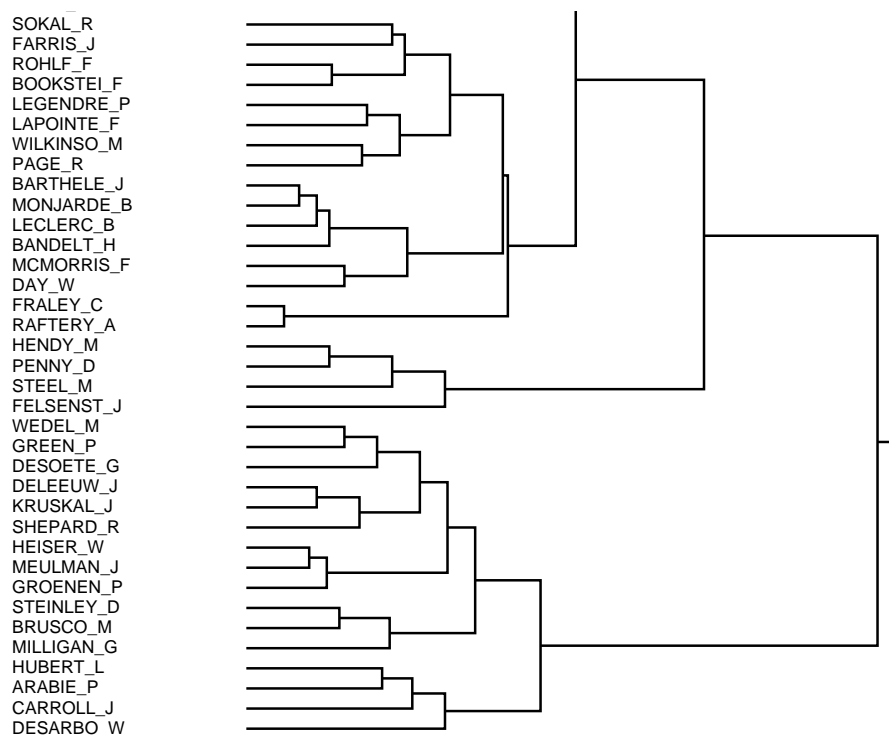 SOKAL_R
FARRIS_J
ROHLF_F
BOOKSTEI_F
LEGENDRE_P
LAPOINTE_F
WILKINSO_M
PAGE_R
BARTHELE_J
MONJARDE_B
LECLERC_B
BANDELT_H
MCMORRIS_F
DAY_W
FRALEY_C
RAFTERY_A
HENDY_M
PENNY_D
STEEL_M
FELSENST_J
WEDEL_M
GREEN_P
DESOETE_G
DELEEUW_J
KRUSKAL_J
SHEPARD_R
HEISER_W
MEULMAN_J
GROENEN_P
STEINLEY_D
BRUSCO_M
MILLIGAN_G
HUBERT_L
ARABIE_P
CARROLL_J
DESARBO_W